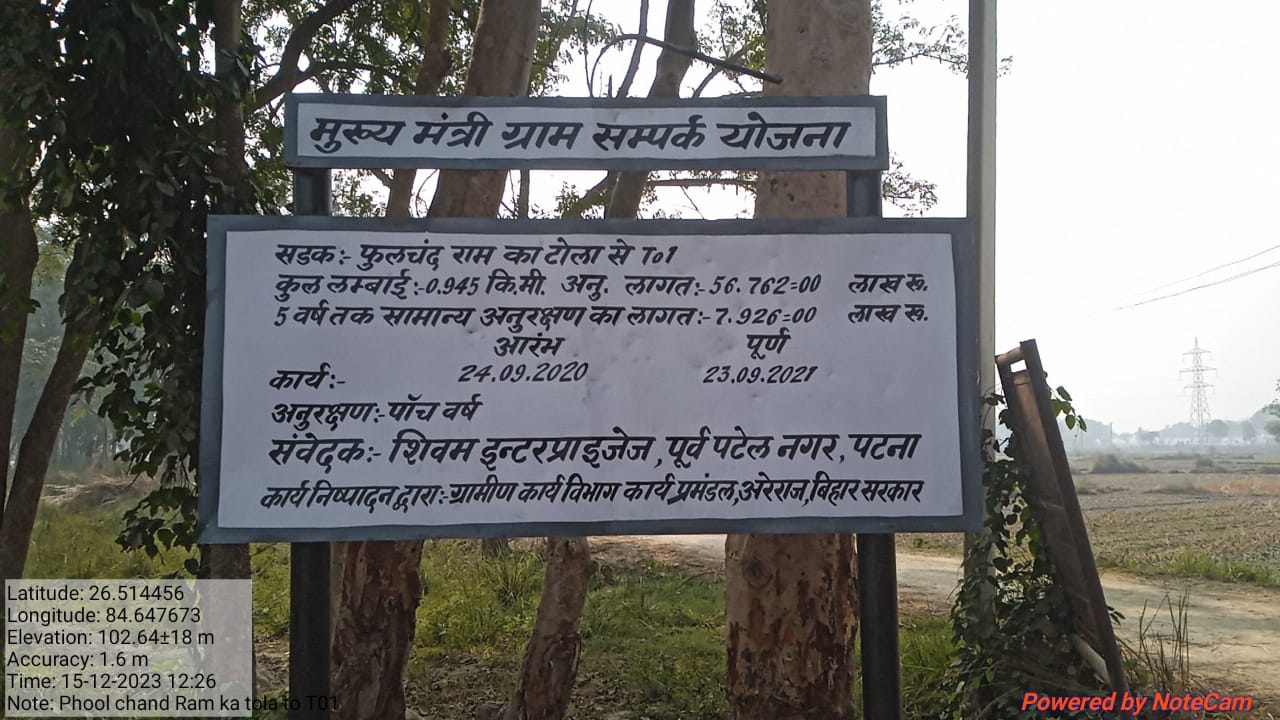 मुख्य मंत्री ग्राम सम्पर्क योजना
सडक:- फुलचंद राम का टोला से T01
कुल लम्बाई:-0.945 कि.मी. अनु. लागत:- 56.762=00 लाख रू.
5 वर्ष तक सामान्य अनुरक्षण का लागत:- 7.926=00 लाख रू.
आरंभ पूर्ण
कार्य:- 24.09.2020 23.09.2021
अनुरक्षण:- पॉच वर्ष
संवेदक:- शिवम इन्टरप्राइजेज, पूर्व पटेल नगर, पटना
कार्य निष्पादन द्वारा:- ग्रामीण कार्य विभाग कार्य प्रमंडल, अरेराज, बिहार सरकार
Latitude: 26.514456
Longitude: 84.647673
Elevation: 102.64±18 m
Accuracy: 1.6 m
Time: 15-12-2023 12:26
Note: Phool chand Ram ka tola to T01
Powered by NoteCam